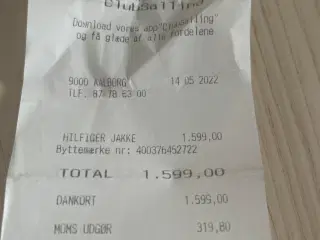 ClubSalling
Download vores app"Clubsalling"
og få glæde af alle fordelene
9000 AALBORG 14 05 2022
TLF. 87 78 63 00
HILFIGER JAKKE 1.599,00
Byttemærke nr: 400376452722
TOTAL 1.599,00
DANKORT 1.599,00
MOMS UDGØR 319,80